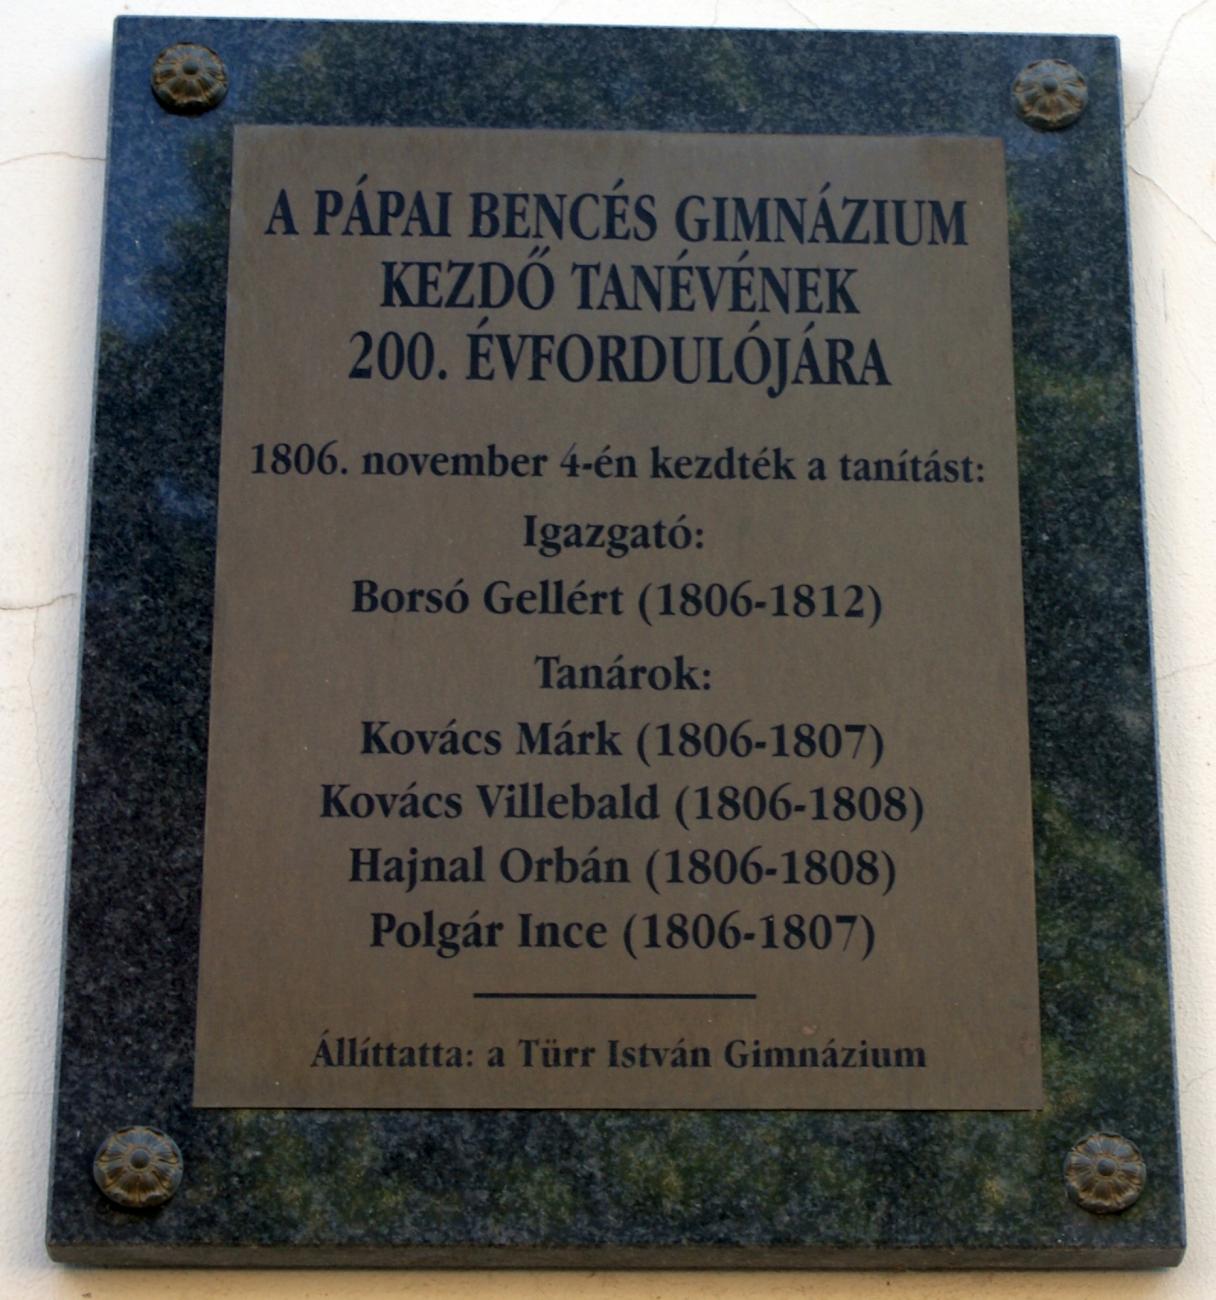 A PÁPAI BENCÉS GIMNÁZIUM
KEZDŐ TANÉVÉNEK
200. ÉVFORDULÓJÁRA
1806. november 4-én kezdték a tanítást:
Igazgató:
Borsó Gellért (1806-1812)
Tanárok:
Kovács Márk (1806-1807)
Kovács Villebald (1806-1808)
Hajnal Orbán (1806-1808)
Polgár Ince (1806-1807)
Állíttatta: a Türr István Gimnázium